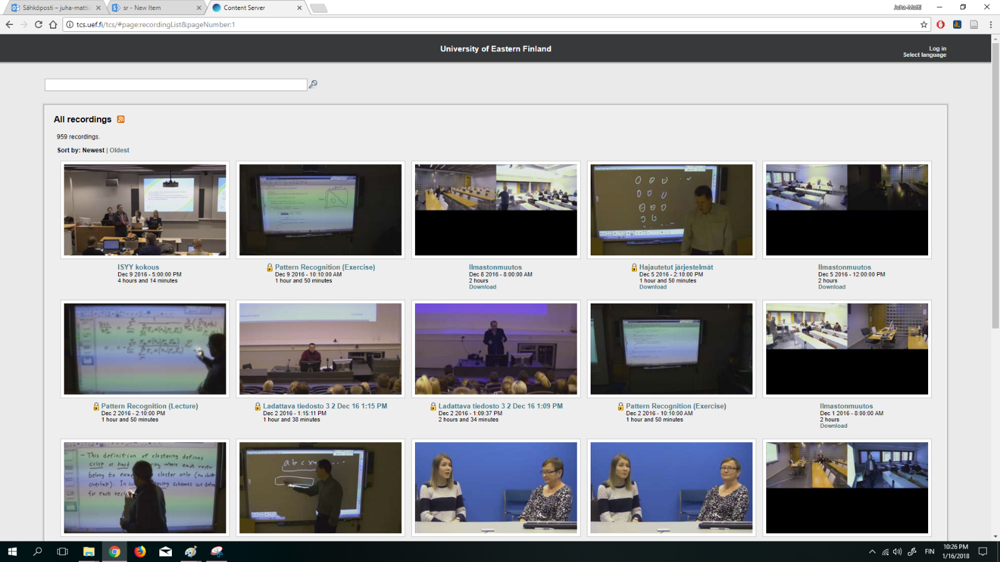 Sähköposti – juha-matti.
sr - New Item
Content Server
Juha-Matti
tcs.uef.fi/tcs/#page:recordingList&pageNumber:1
University of Eastern Finland
Log in
Select language
All recordings
959 recordings.
Sort by: Newest | Oldest
ISYY kokous
Dec 9 2016 - 5:00:00 PM
4 hours and 14 minutes
Pattern Recognition (Exercise)
Dec 9 2016 - 10:10:00 AM
1 hour and 50 minutes
Ilmastonmuutos
Dec 8 2016 - 8:00:00 AM
2 hours
Download
Hajautetut järjestelmät
Dec 5 2016 - 2:10:00 PM
1 hour and 50 minutes
Download
Ilmastonmuutos
Dec 5 2016 - 12:00:00 PM
2 hours
Download
Pattern Recognition (Lecture)
Dec 2 2016 - 2:10:00 PM
1 hour and 50 minutes
Ladattava tiedosto 3 2 Dec 16 1:15 PM
Dec 2 2016 - 1:15:11 PM
1 hour and 38 minutes
Ladattava tiedosto 3 2 Dec 16 1:09 PM
Dec 2 2016 - 1:09:37 PM
2 hours and 34 minutes
Pattern Recognition (Exercise)
Dec 2 2016 - 10:10:00 AM
1 hour and 50 minutes
Ilmastonmuutos
Dec 1 2016 - 8:00:00 AM
2 hours
Download
- This definition of clustering defines
crisp or hard clustering where each vector
belong to cluster only (no
overlap). In schemes we
for each
a b c x
FIN
10:26 PM
1/16/2018